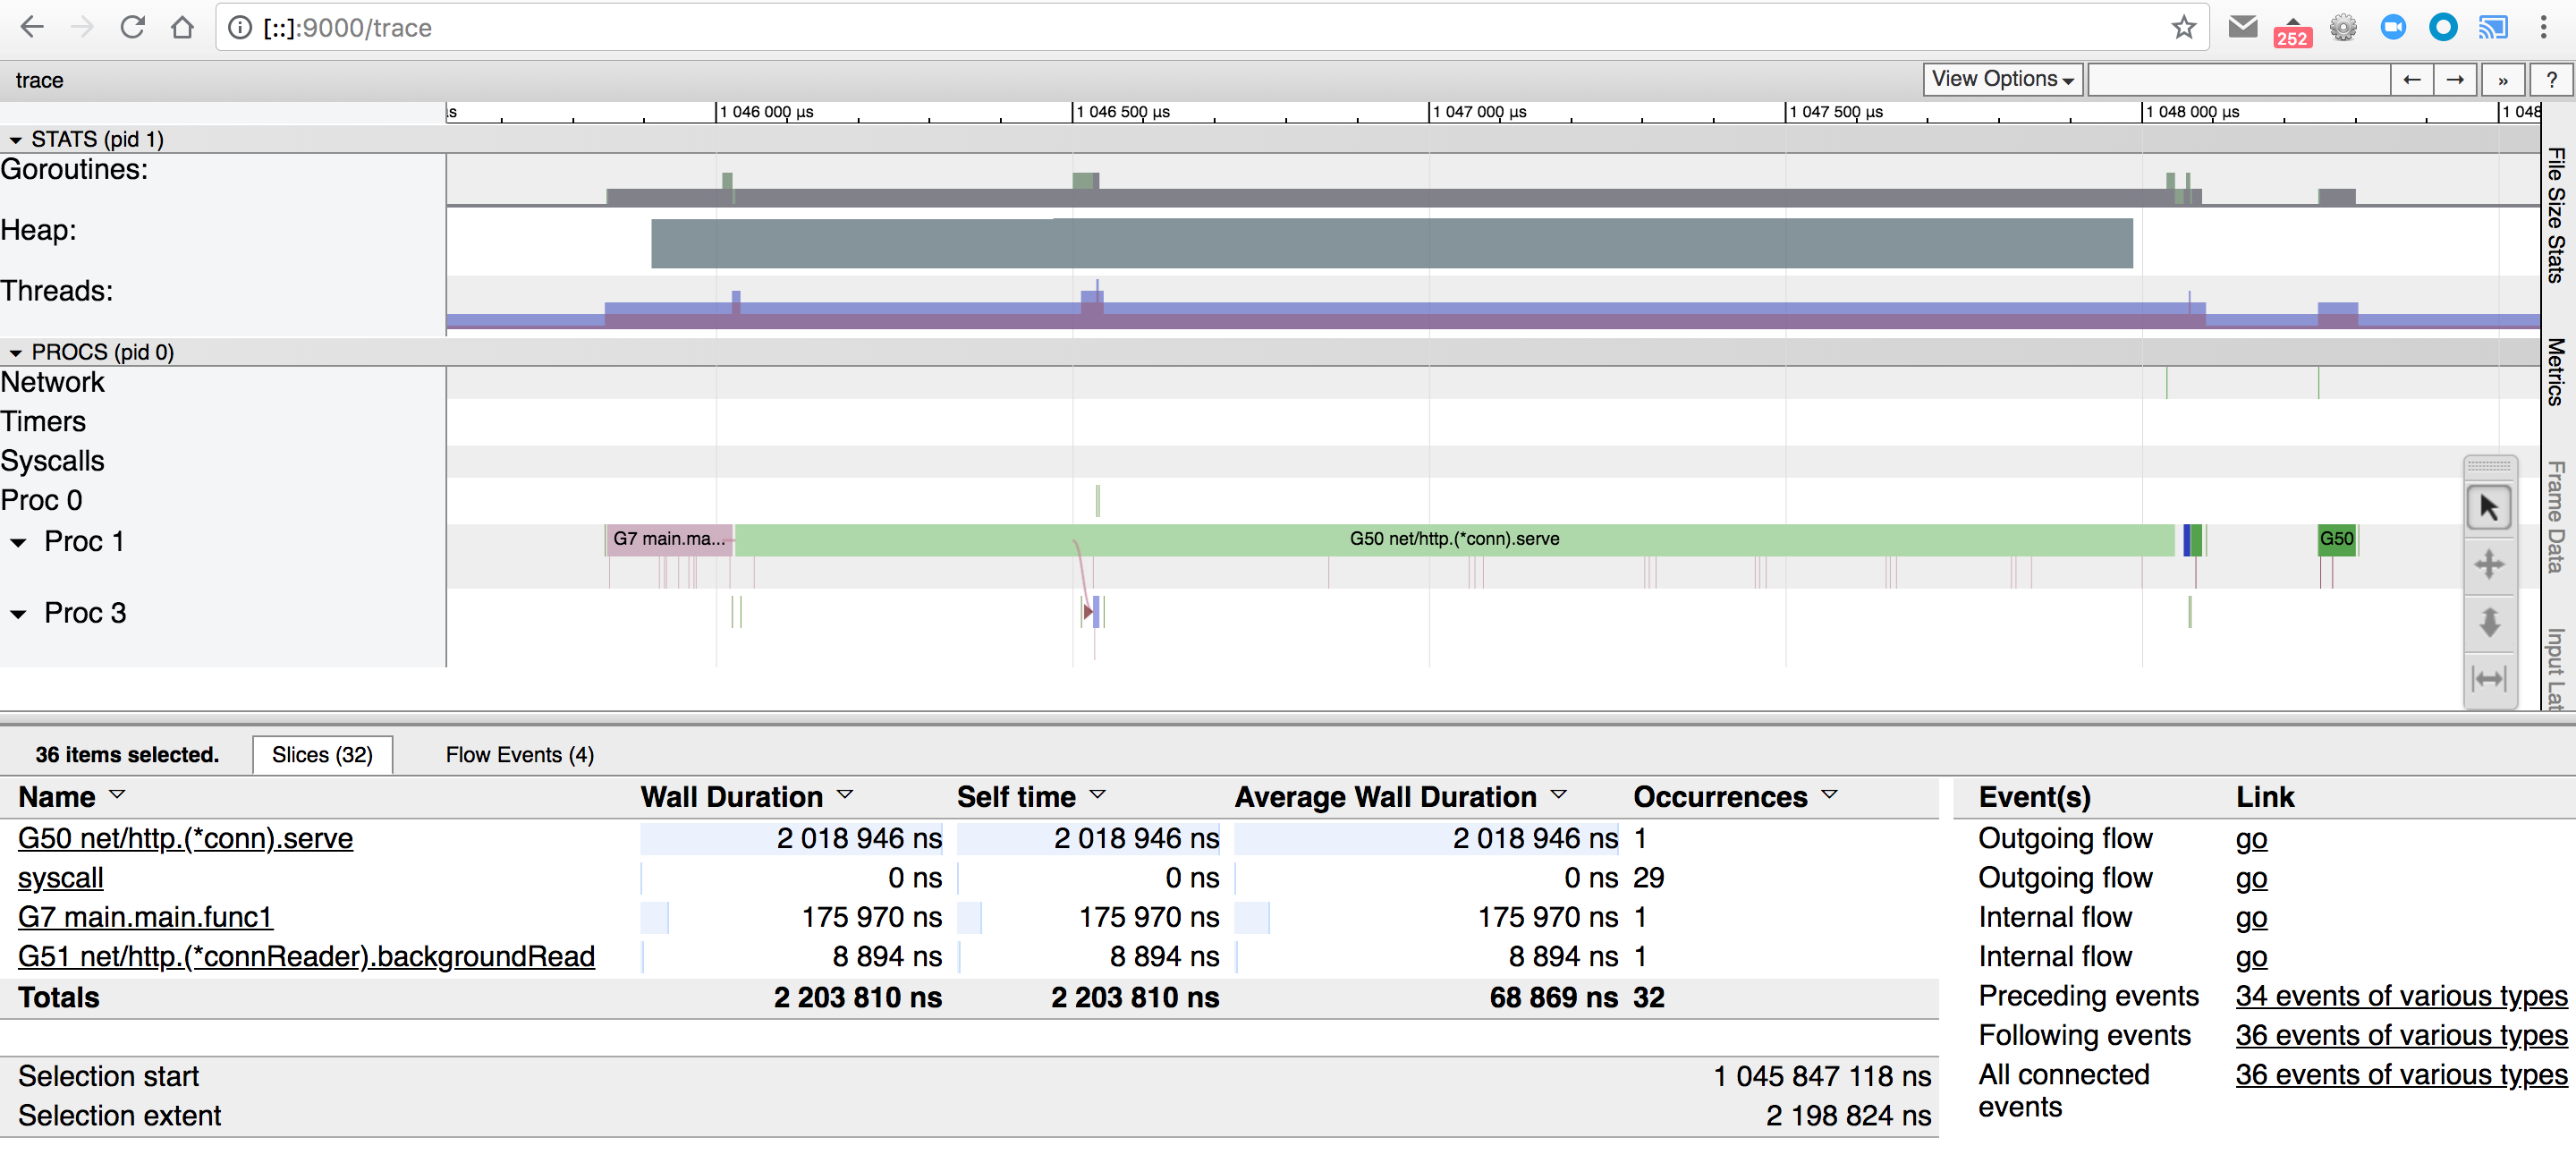 [::]:9000/trace
252
trace
View Options
← → » ?
1 046 000 µs 1 046 500 µs 1 047 000 µs 1 047 500 µs 1 048 000 µs 1 048
STATS (pid 1)
Goroutines:
Heap:
Threads:
PROCS (pid 0)
Network
Timers
Syscalls
Proc 0
Proc 1
G7 main.ma... G50 net/http.(*conn).serve G50
Proc 3
File Size Stats
Metrics
Frame Data
Input Lat
36 items selected. Slices (32) Flow Events (4)
Name Wall Duration Self time Average Wall Duration Occurrences
G50 net/http.(*conn).serve 2 018 946 ns 2 018 946 ns 2 018 946 ns 1
syscall 0 ns 0 ns 0 ns 29
G7 main.main.func1 175 970 ns 175 970 ns 175 970 ns 1
G51 net/http.(*connReader).backgroundRead 8 894 ns 8 894 ns 8 894 ns 1
Totals 2 203 810 ns 2 203 810 ns 68 869 ns 32
Selection start 1 045 847 118 ns
Selection extent 2 198 824 ns
Event(s) Link
Outgoing flow go
Outgoing flow go
Internal flow go
Internal flow go
Preceding events 34 events of various types
Following events 36 events of various types
All connected events 36 events of various types